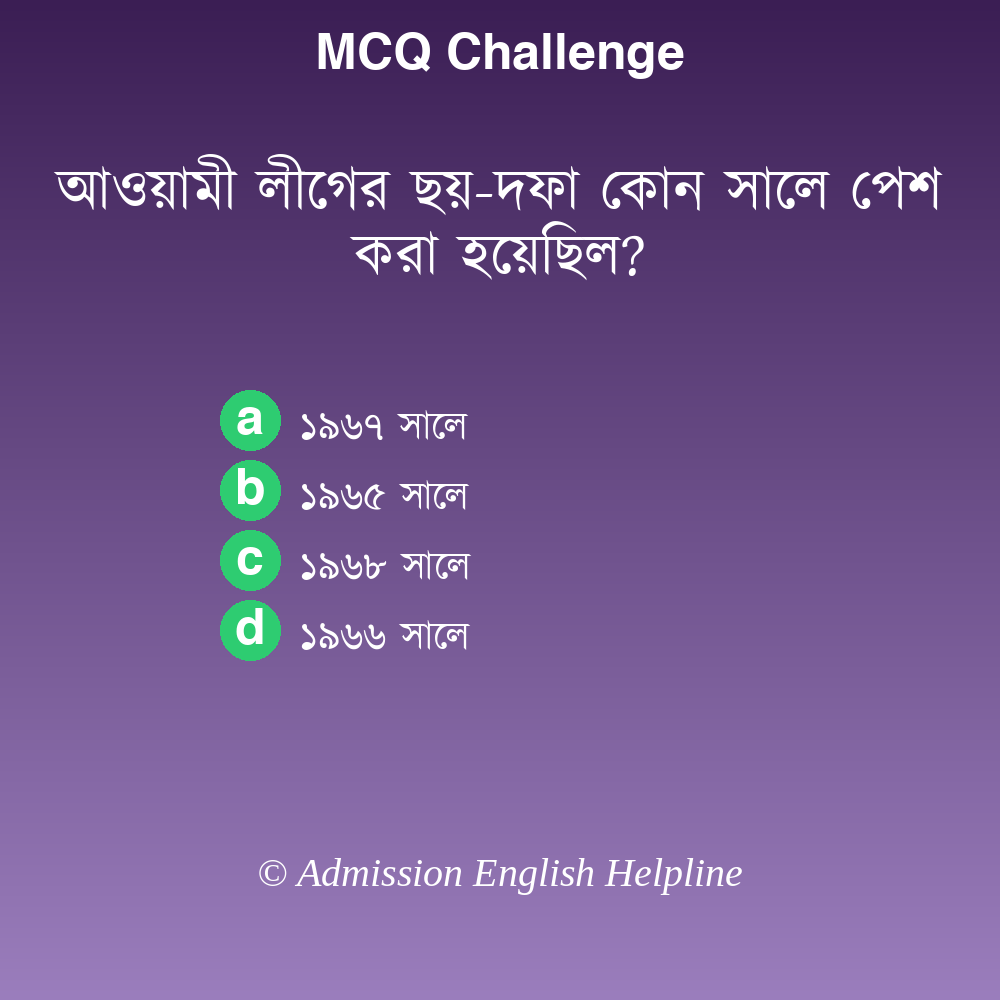 MCQ Challenge
আওয়ামী লীগের ছয়-দফা কোন সালে পেশ
করা হয়েছিল?
a ১৯৬৭ সালে
b ১৯৬৫ সালে
c ১৯৬৮ সালে
d ১৯৬৬ সালে
© Admission English Helpline